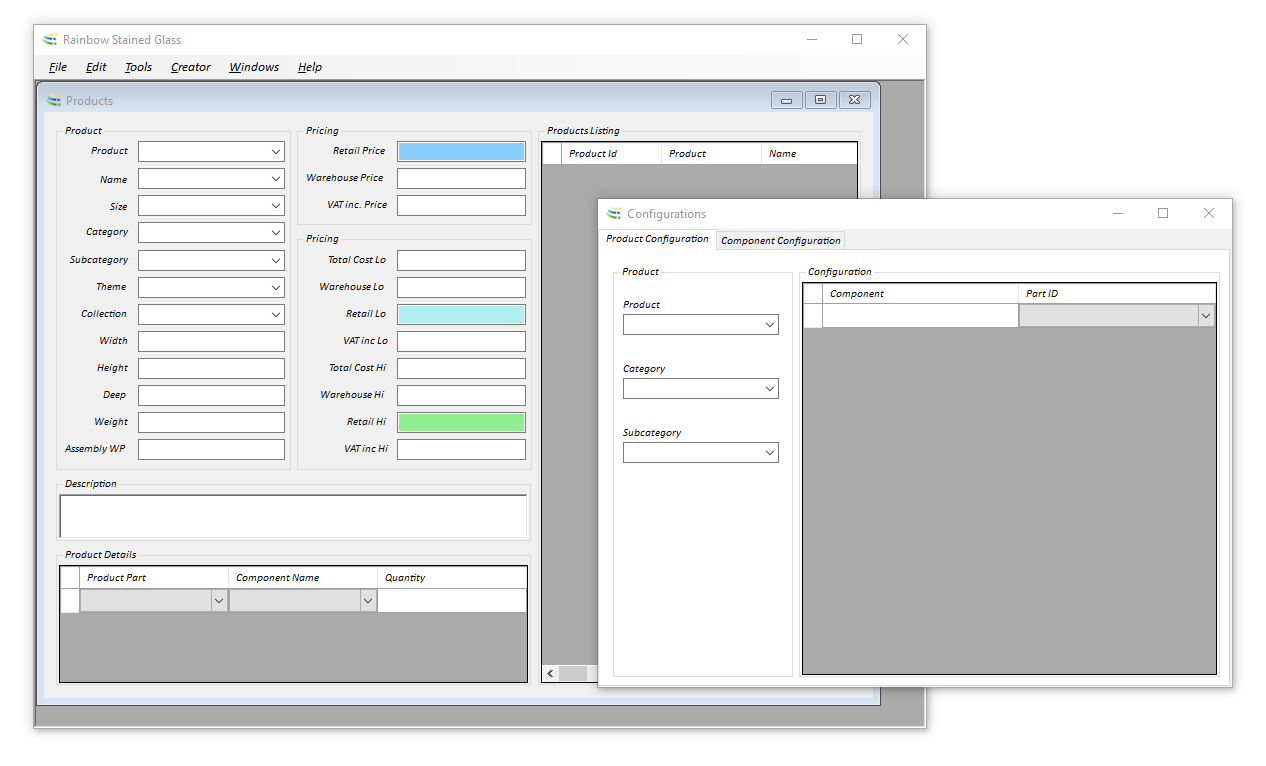 Rainbow Stained Glass
File Edit Tools Creator Windows Help
Products
Product
Product
Name
Size
Category
Subcategory
Theme
Collection
Width
Height
Deep
Weight
Assembly WP
Pricing
Retail Price
Warehouse Price
VAT inc. Price
Pricing
Total Cost Lo
Warehouse Lo
Retail Lo
VAT inc Lo
Total Cost Hi
Warehouse Hi
Retail Hi
VAT inc Hi
Description
Product Details
Product Part Component Name Quantity
Products Listing
Product Id Product Name
Configurations
Product Configuration Component Configuration
Product
Product
Category
Subcategory
Configuration
Component Part ID